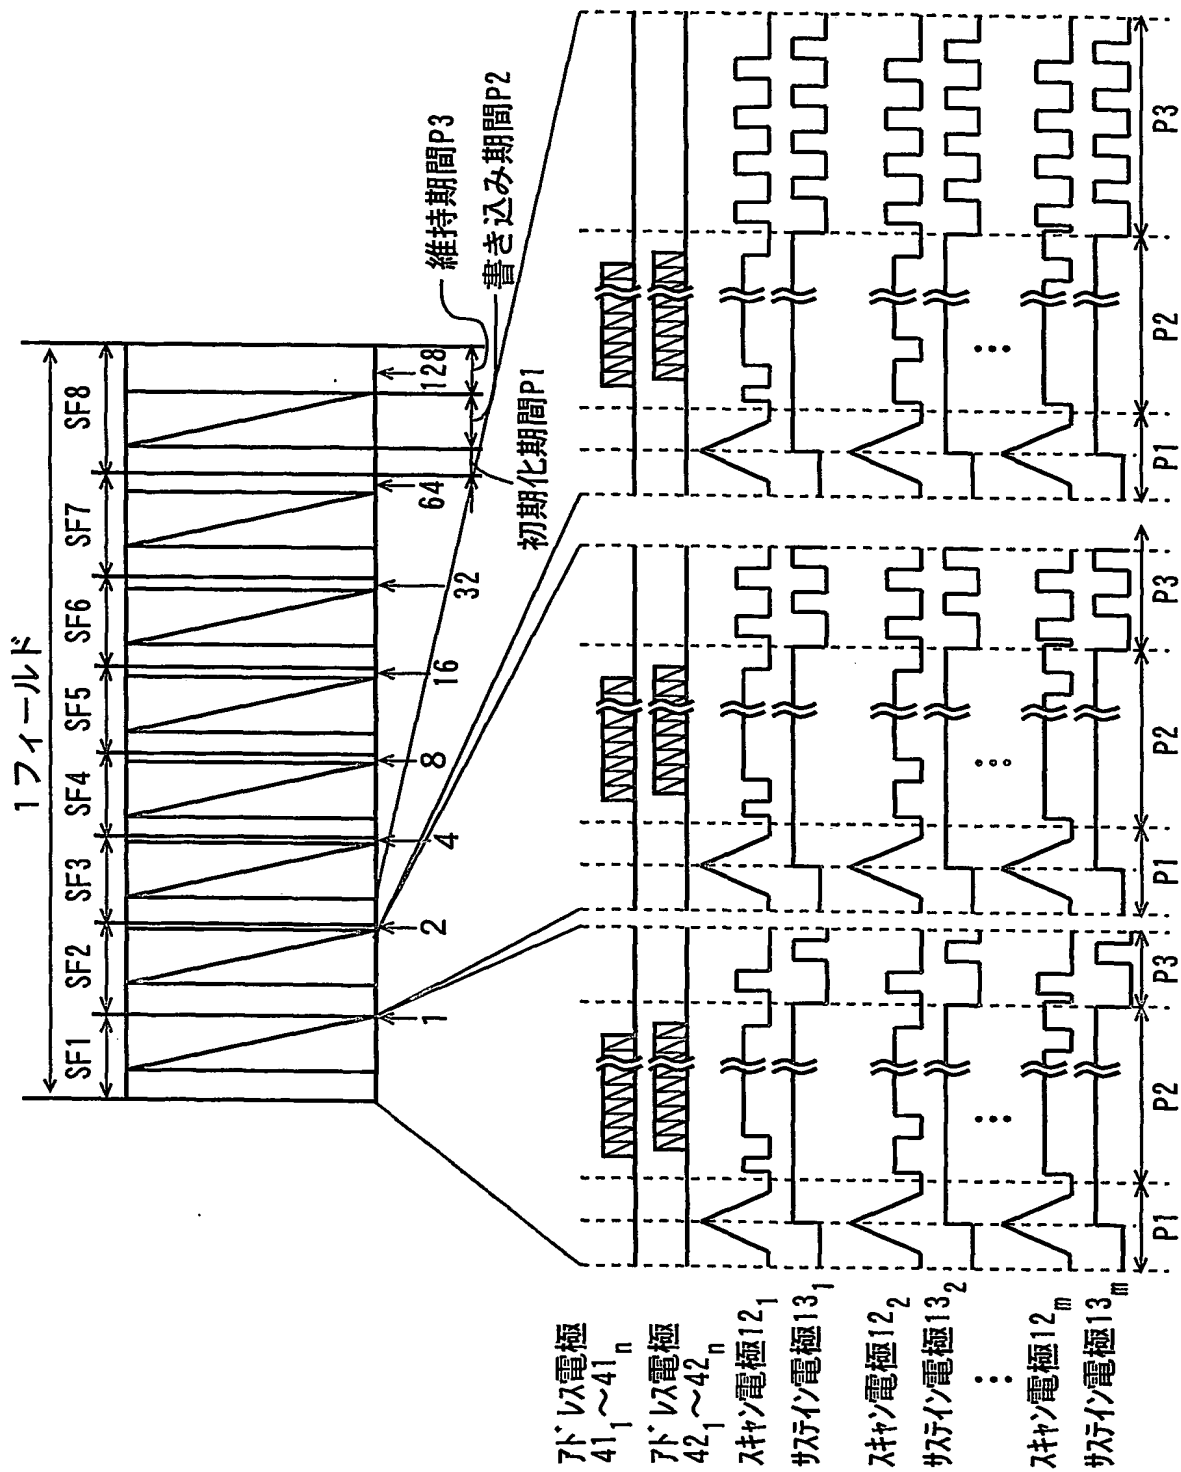 1フィールド
SF1 SF2 SF3 SF4 SF5 SF6 SF7 SF8
1 2 4 8 16 32 64 128
維持期間P3
書き込み期間P2
初期化期間P1
アドレス電極
41₁〜41ₙ
アドレス電極
42₁〜42ₙ
スキャン電極12₁
サステイン電極13₁
スキャン電極12₂
サステイン電極13₂
スキャン電極12ₘ
サステイン電極13ₘ
P1 P2 P3 P1 P2 P3 P1 P2 P3